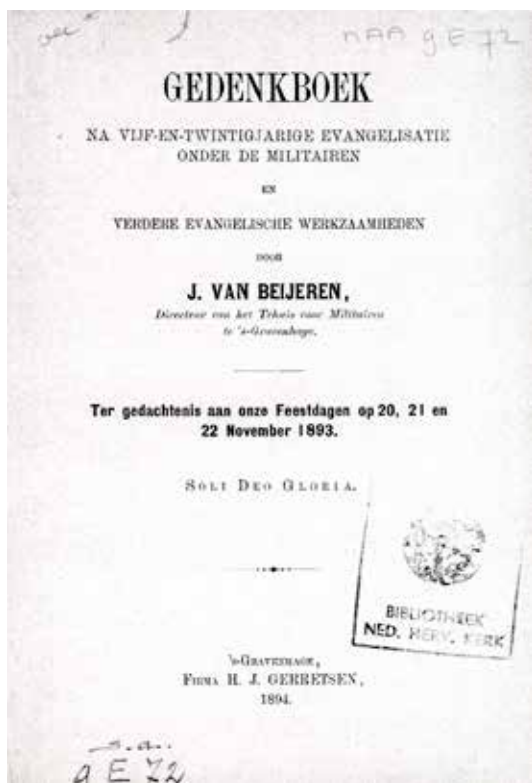 nAA g E 72
GEDENKBOEK
NA VIJF-EN-TWINTIGJARIGE EVANGELISATIE
ONDER DE MILITAIREN
EN
VERDERE EVANGELISCHE WERKZAAMHEDEN
DOOR
J. VAN BEIJEREN,
Directeur van het Tehuis voor Militairen
te 's-Gravenhage.
Ter gedachtenis aan onze Feestdagen op 20, 21 en
22 November 1893.
SOLI DEO GLORIA.
BIBLIOTHEEK
NED. HERV. KERK
's-GRAVENHAGE,
FIRMA H. J. GERRETSEN,
1894.
s.a.
g E 72